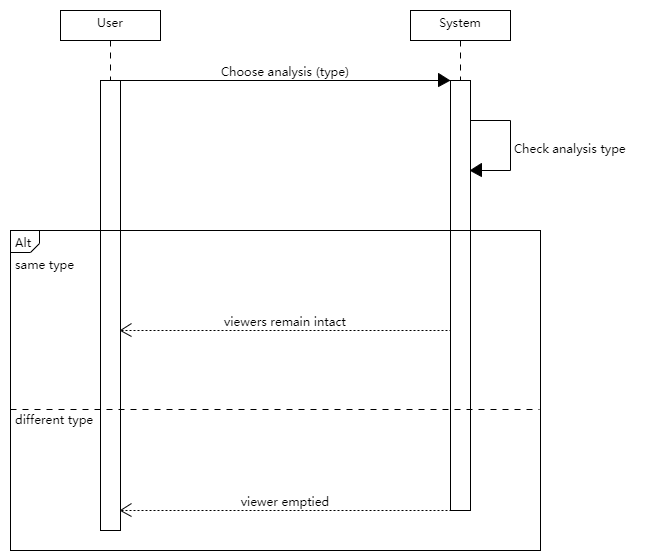 User
System
Choose analysis (type)
Check analysis type
Alt
same type
viewers remain intact
different type
viewer emptied